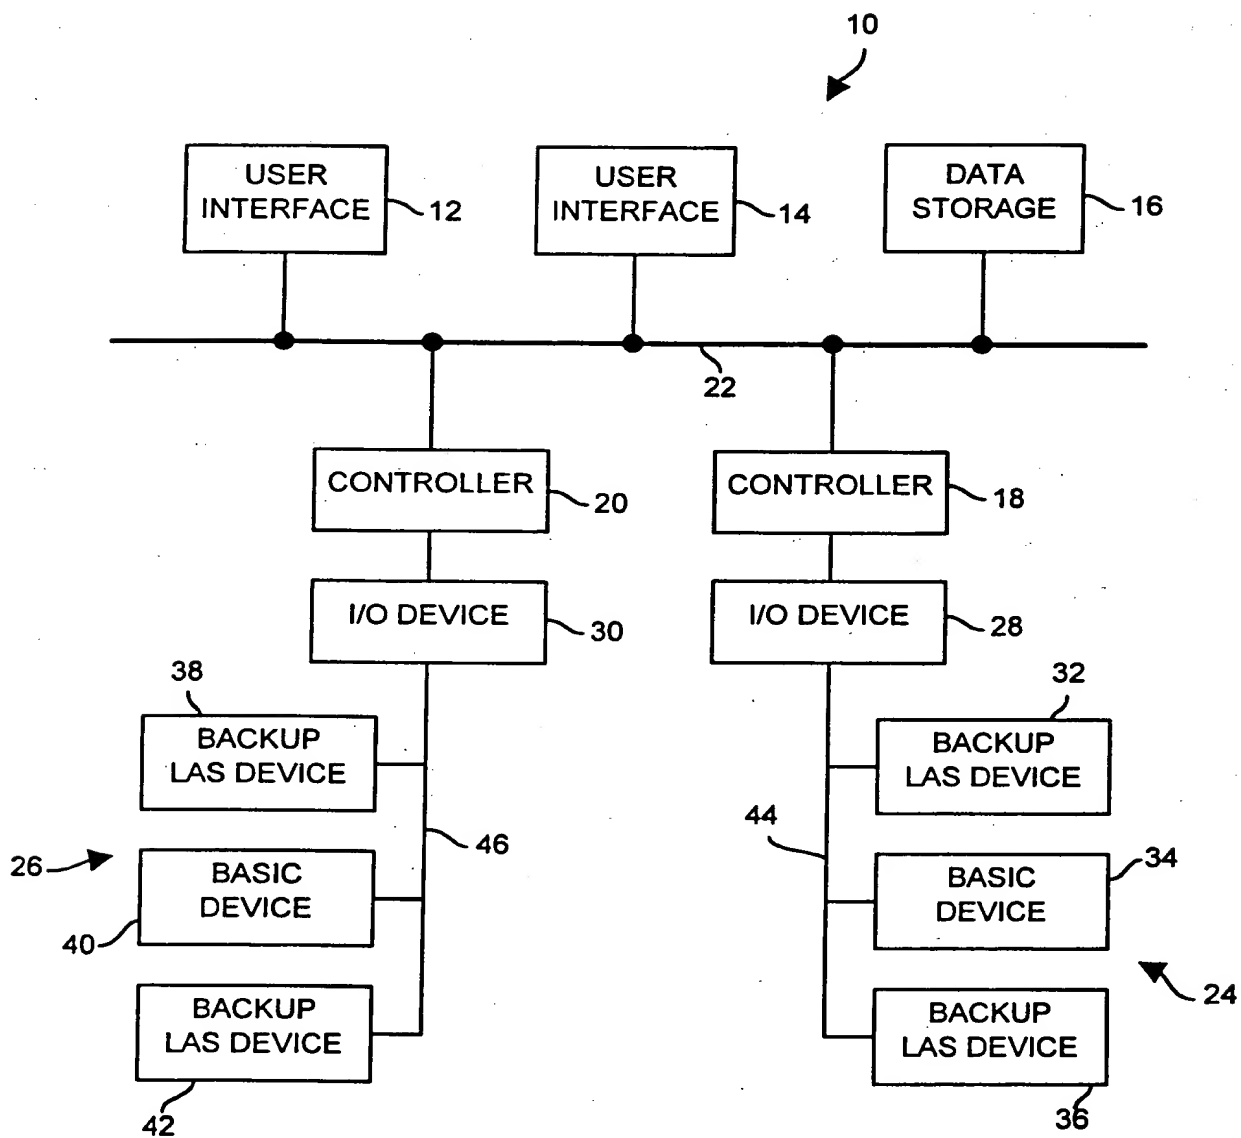 10
USER
INTERFACE
12
USER
INTERFACE
14
DATA
STORAGE
16
22
CONTROLLER
20
CONTROLLER
18
I/O DEVICE
30
I/O DEVICE
28
38
BACKUP
LAS DEVICE
32
BACKUP
LAS DEVICE
46
44
26
BASIC
DEVICE
40
BASIC
DEVICE
34
24
BACKUP
LAS DEVICE
42
BACKUP
LAS DEVICE
36